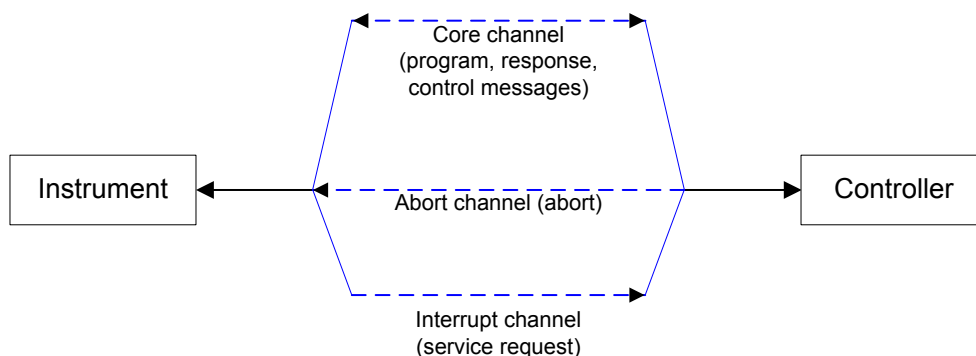 Core channel
(program, response,
control messages)
Instrument
Controller
Abort channel (abort)
Interrupt channel
(service request)